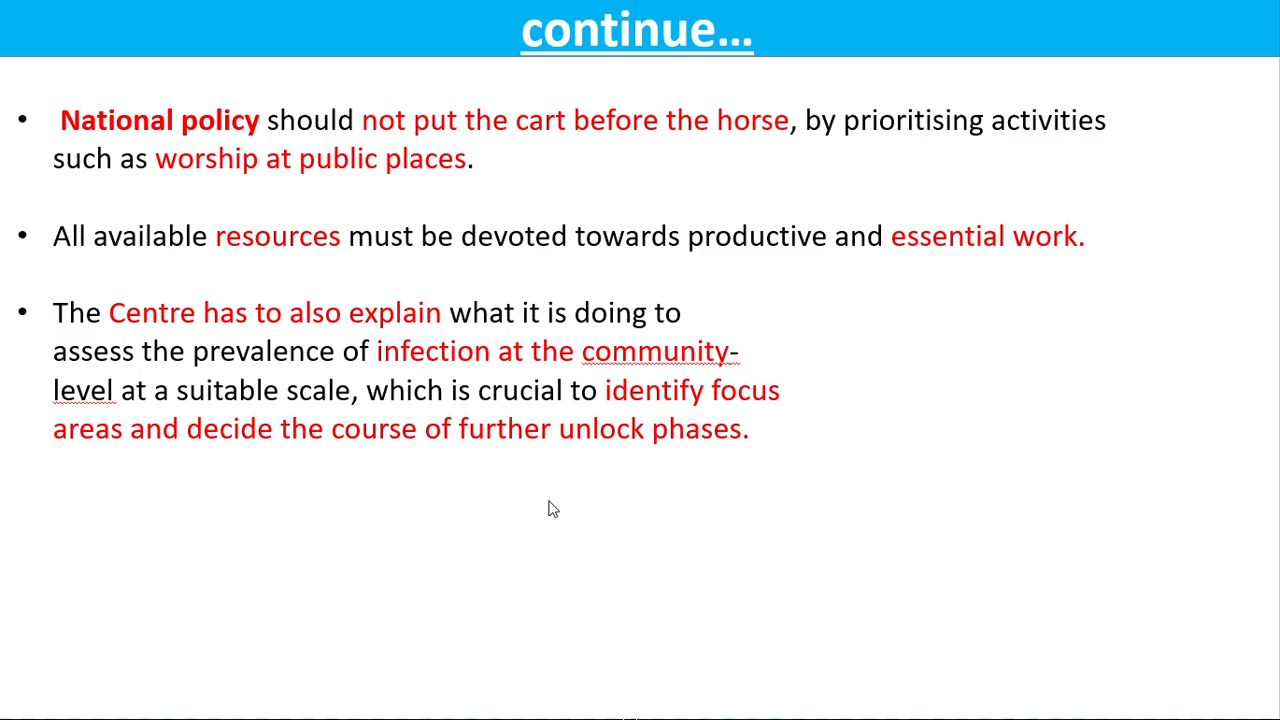 continue…
• National policy should not put the cart before the horse, by prioritising activities
such as worship at public places.
• All available resources must be devoted towards productive and essential work.
• The Centre has to also explain what it is doing to
assess the prevalence of infection at the community-
level at a suitable scale, which is crucial to identify focus
areas and decide the course of further unlock phases.